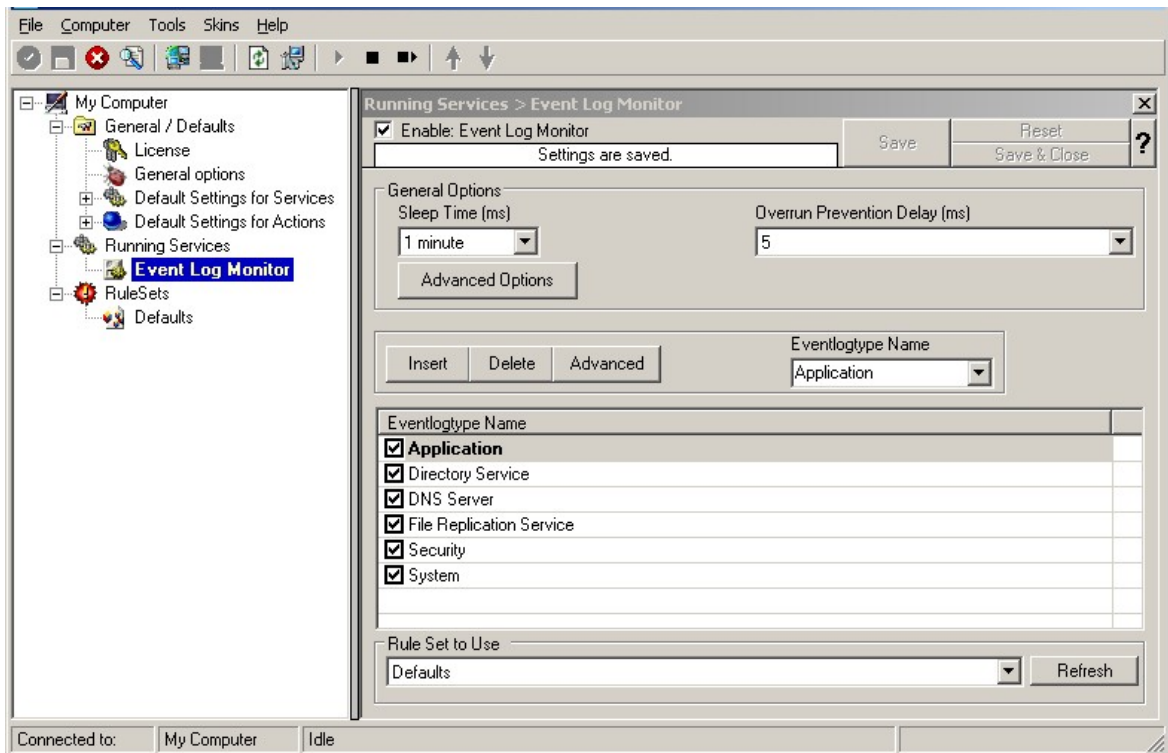 File Computer Tools Skins Help
My Computer
General / Defaults
License
General options
Default Settings for Services
Default Settings for Actions
Running Services
Event Log Monitor
RuleSets
Defaults
Running Services > Event Log Monitor
Enable: Event Log Monitor
Settings are saved.
Save
Reset
Save & Close
?
General Options
Sleep Time (ms)
1 minute
Overrun Prevention Delay (ms)
5
Advanced Options
Insert Delete Advanced
Eventlogtype Name
Application
Eventlogtype Name
Application
Directory Service
DNS Server
File Replication Service
Security
System
Rule Set to Use
Defaults
Refresh
Connected to: My Computer Idle